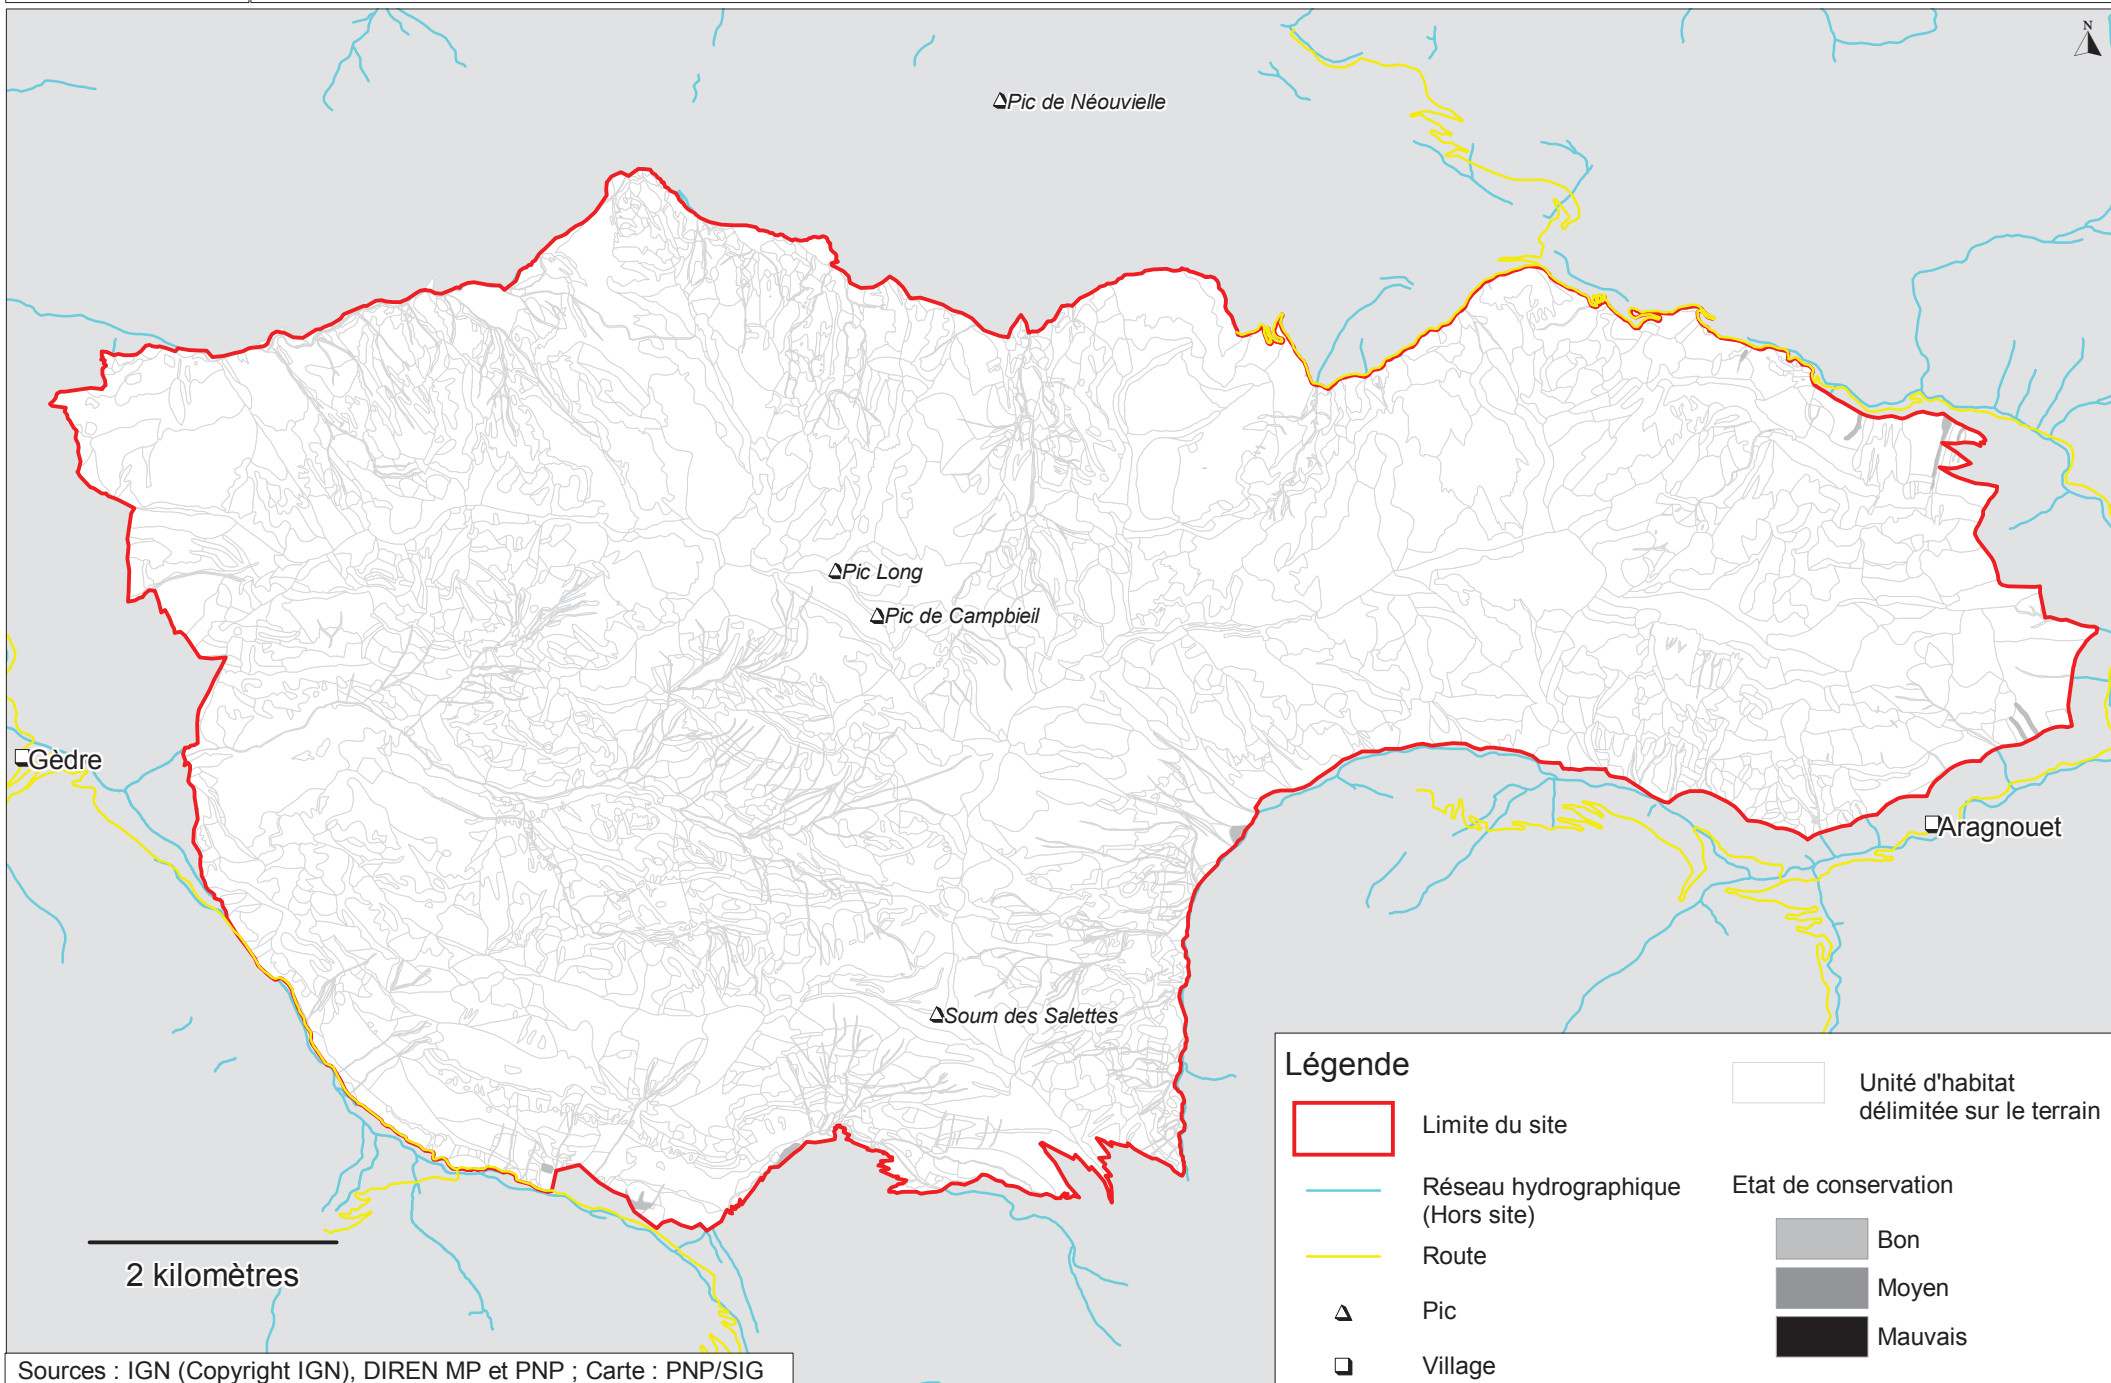 N
Pic de Néouvielle
Pic Long
Pic de Campbieil
Gèdre
Aragnouet
Soum des Salettes
2 kilomètres
Légende
Limite du site
Réseau hydrographique
(Hors site)
Route
Pic
Village
Unité d'habitat
délimitée sur le terrain
Etat de conservation
Bon
Moyen
Mauvais
Sources : IGN (Copyright IGN), DIREN MP et PNP ; Carte : PNP/SIG